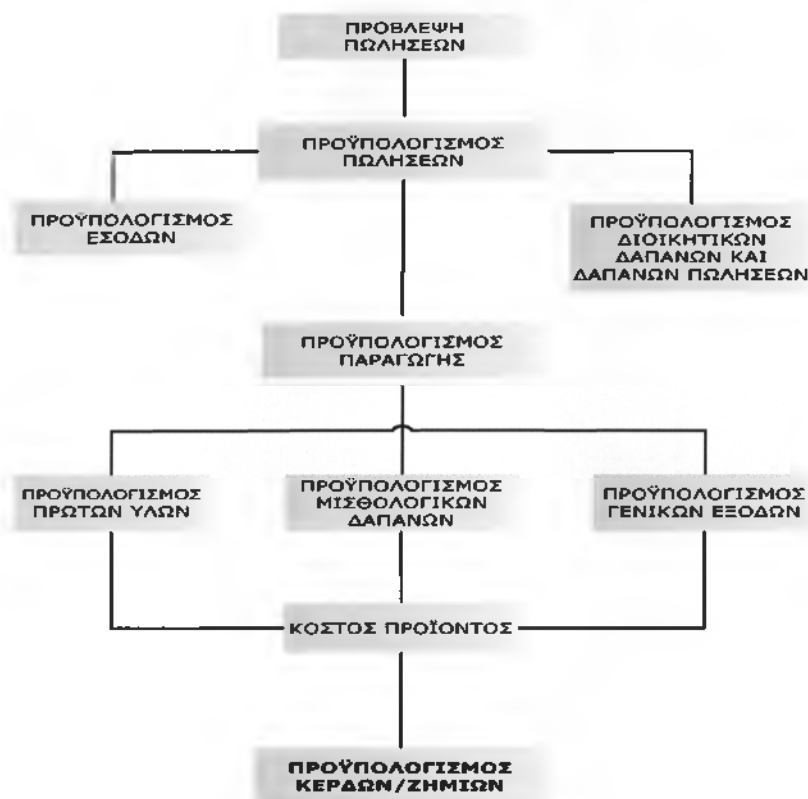 ΠΡΟΒΛΕΨΗ
ΠΩΛΗΣΕΩΝ
ΠΡΟΫΠΟΛΟΓΙΣΜΟΣ
ΠΩΛΗΣΕΩΝ
ΠΡΟΫΠΟΛΟΓΙΣΜΟΣ
ΕΣΟΔΩΝ
ΠΡΟΫΠΟΛΟΓΙΣΜΟΣ
ΔΙΟΙΚΗΤΙΚΩΝ
ΔΑΠΑΝΩΝ ΚΑΙ
ΔΑΠΑΝΩΝ ΠΩΛΗΣΕΩΝ
ΠΡΟΫΠΟΛΟΓΙΣΜΟΣ
ΠΑΡΑΓΩΓΗΣ
ΠΡΟΫΠΟΛΟΓΙΣΜΟΣ
ΠΡΩΤΩΝ ΥΛΩΝ
ΠΡΟΫΠΟΛΟΓΙΣΜΟΣ
ΜΙΣΘΟΛΟΓΙΚΩΝ
ΔΑΠΑΝΩΝ
ΠΡΟΫΠΟΛΟΓΙΣΜΟΣ
ΓΕΝΙΚΩΝ ΕΞΟΔΩΝ
ΚΟΣΤΟΣ ΠΡΟΪΟΝΤΟΣ
ΠΡΟΫΠΟΛΟΓΙΣΜΟΣ
ΚΕΡΔΩΝ/ΖΗΜΙΩΝ